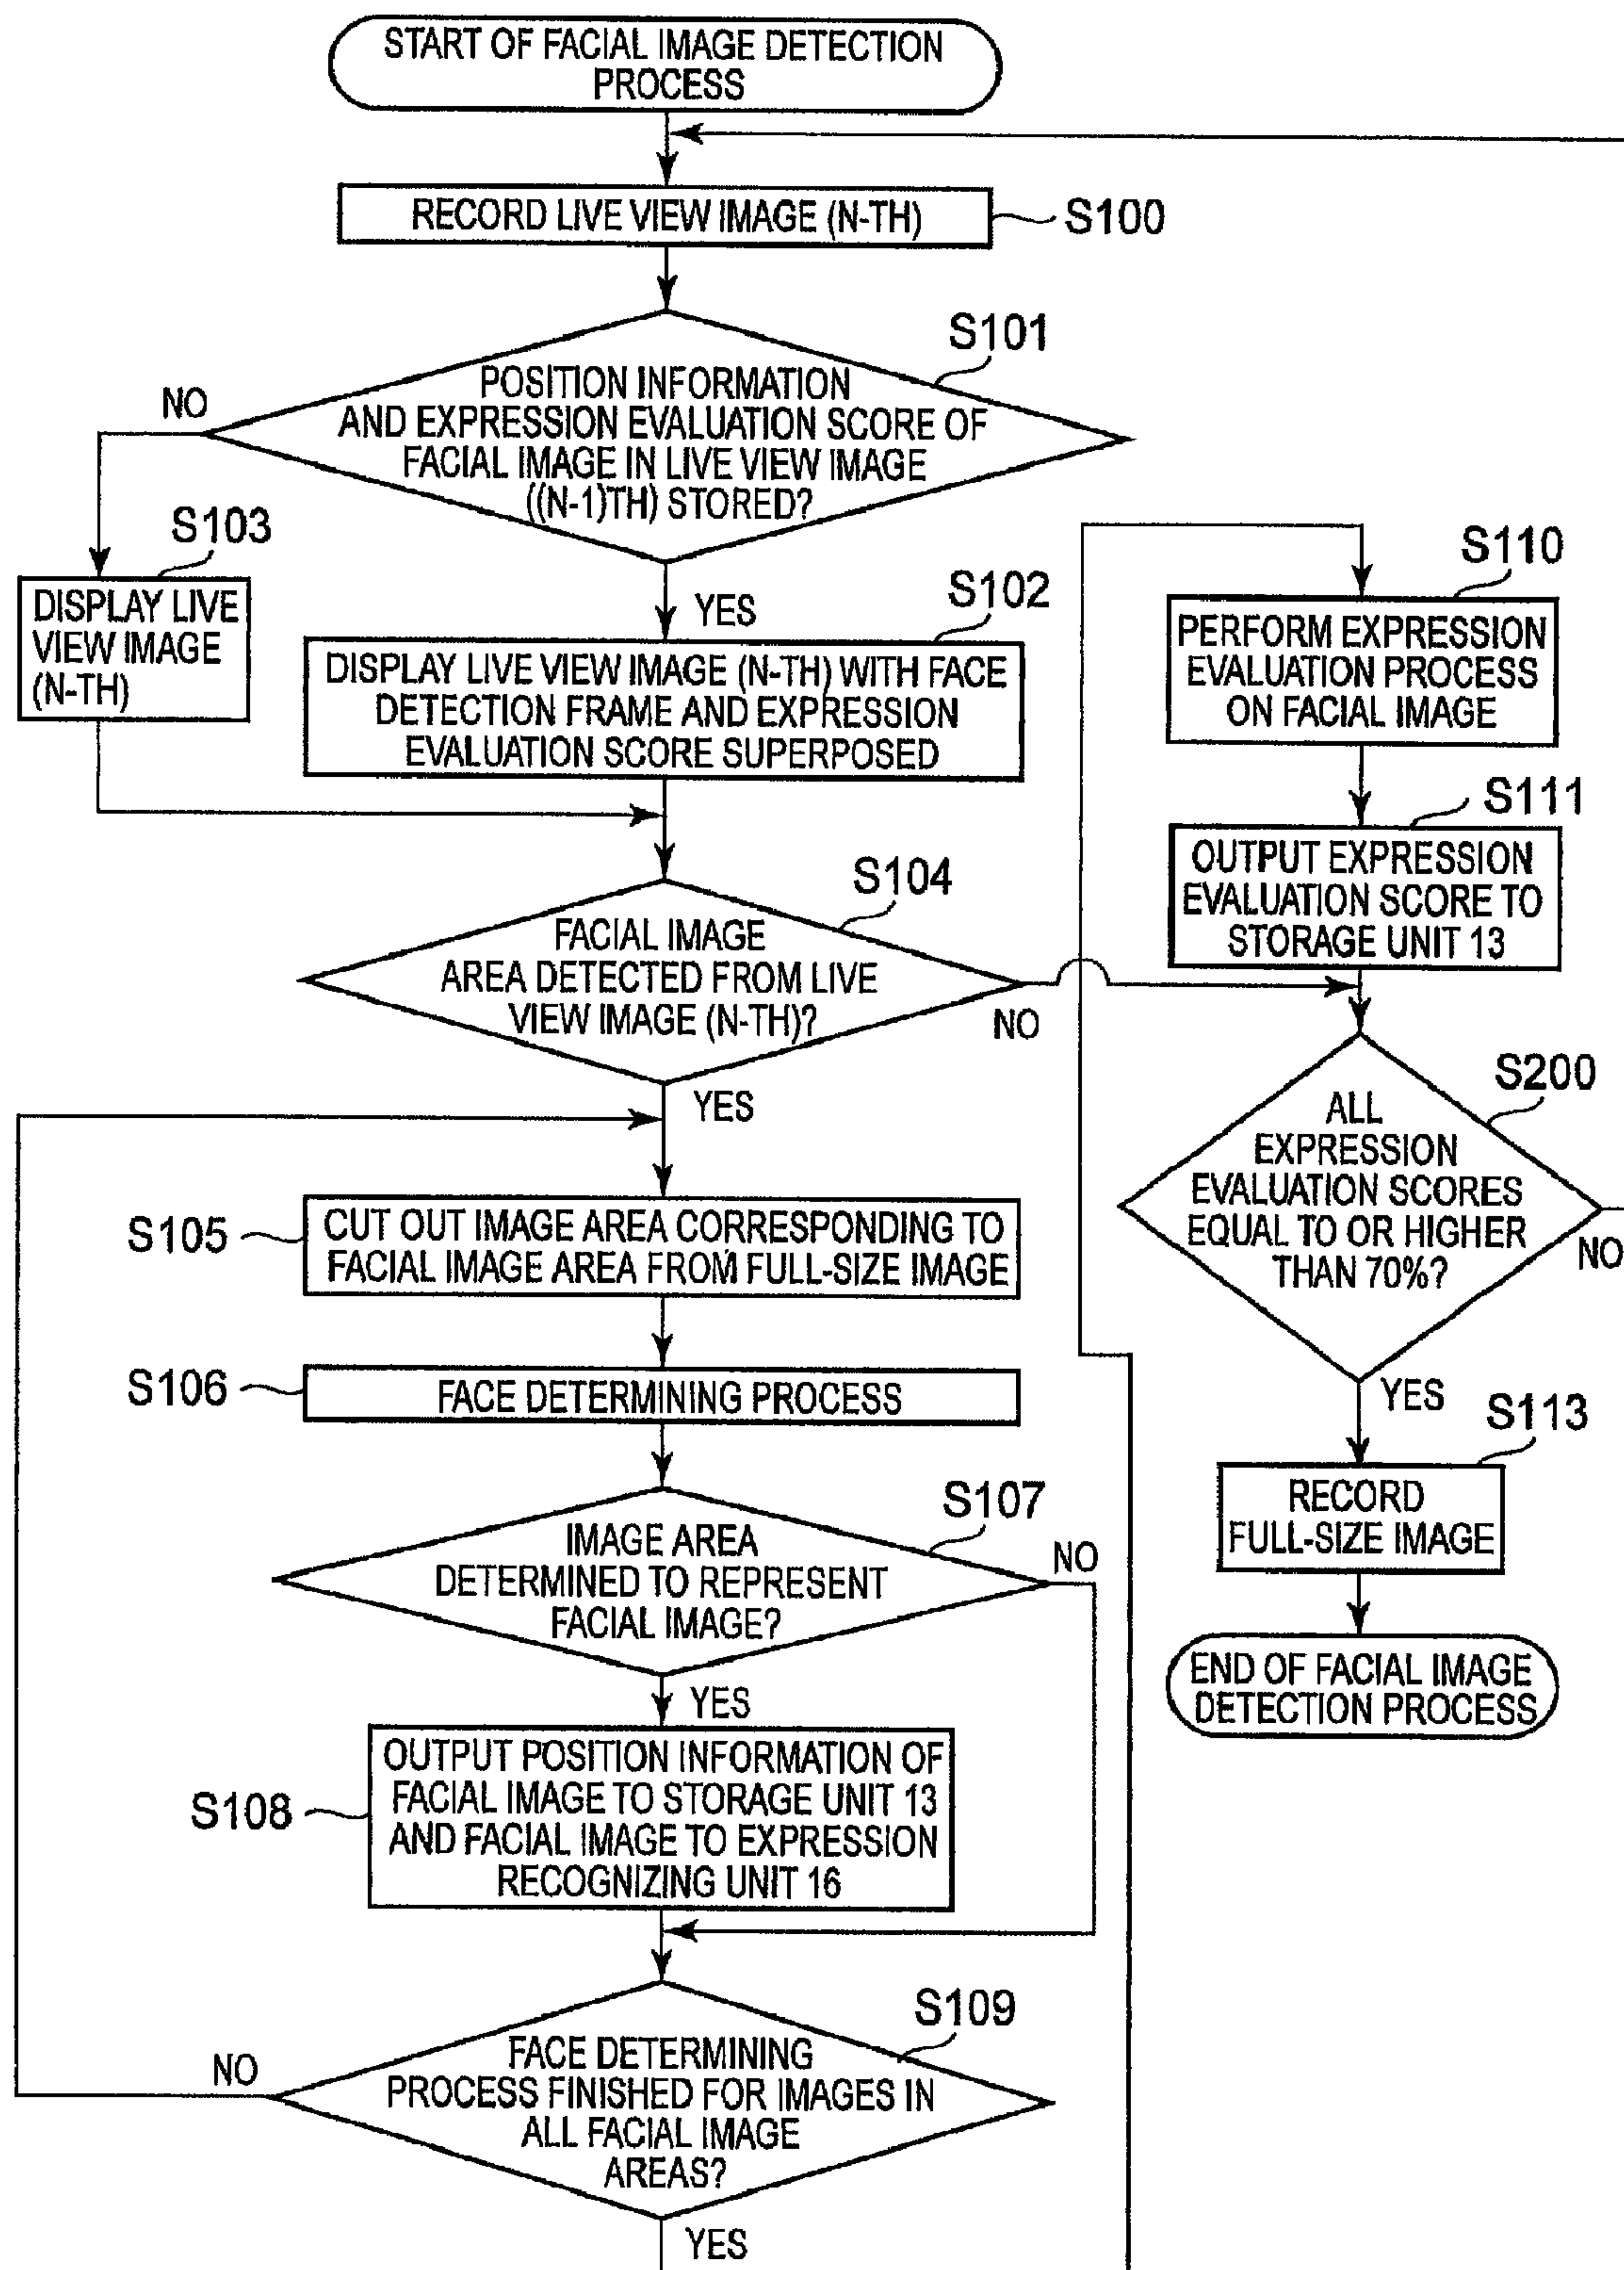 START OF FACIAL IMAGE DETECTION
PROCESS
RECORD LIVE VIEW IMAGE (N-TH)
S100
S101
POSITION INFORMATION
AND EXPRESSION EVALUATION SCORE OF
FACIAL IMAGE IN LIVE VIEW IMAGE
((N-1)TH) STORED?
NO
YES
S103
DISPLAY LIVE
VIEW IMAGE
(N-TH)
S102
DISPLAY LIVE VIEW IMAGE (N-TH) WITH FACE
DETECTION FRAME AND EXPRESSION
EVALUATION SCORE SUPERPOSED
S104
FACIAL IMAGE
AREA DETECTED FROM LIVE
VIEW IMAGE (N-TH)?
NO
YES
S105
CUT OUT IMAGE AREA CORRESPONDING TO
FACIAL IMAGE AREA FROM FULL-SIZE IMAGE
S106
FACE DETERMINING PROCESS
S107
IMAGE AREA
DETERMINED TO REPRESENT
FACIAL IMAGE?
NO
YES
S108
OUTPUT POSITION INFORMATION OF
FACIAL IMAGE TO STORAGE UNIT 13
AND FACIAL IMAGE TO EXPRESSION
RECOGNIZING UNIT 16
S109
FACE DETERMINING
PROCESS FINISHED FOR IMAGES IN
ALL FACIAL IMAGE
AREAS?
NO
YES
S110
PERFORM EXPRESSION
EVALUATION PROCESS
ON FACIAL IMAGE
S111
OUTPUT EXPRESSION
EVALUATION SCORE TO
STORAGE UNIT 13
S200
ALL
EXPRESSION
EVALUATION SCORES
EQUAL TO OR HIGHER
THAN 70%?
NO
YES
S113
RECORD
FULL-SIZE IMAGE
END OF FACIAL IMAGE
DETECTION PROCESS